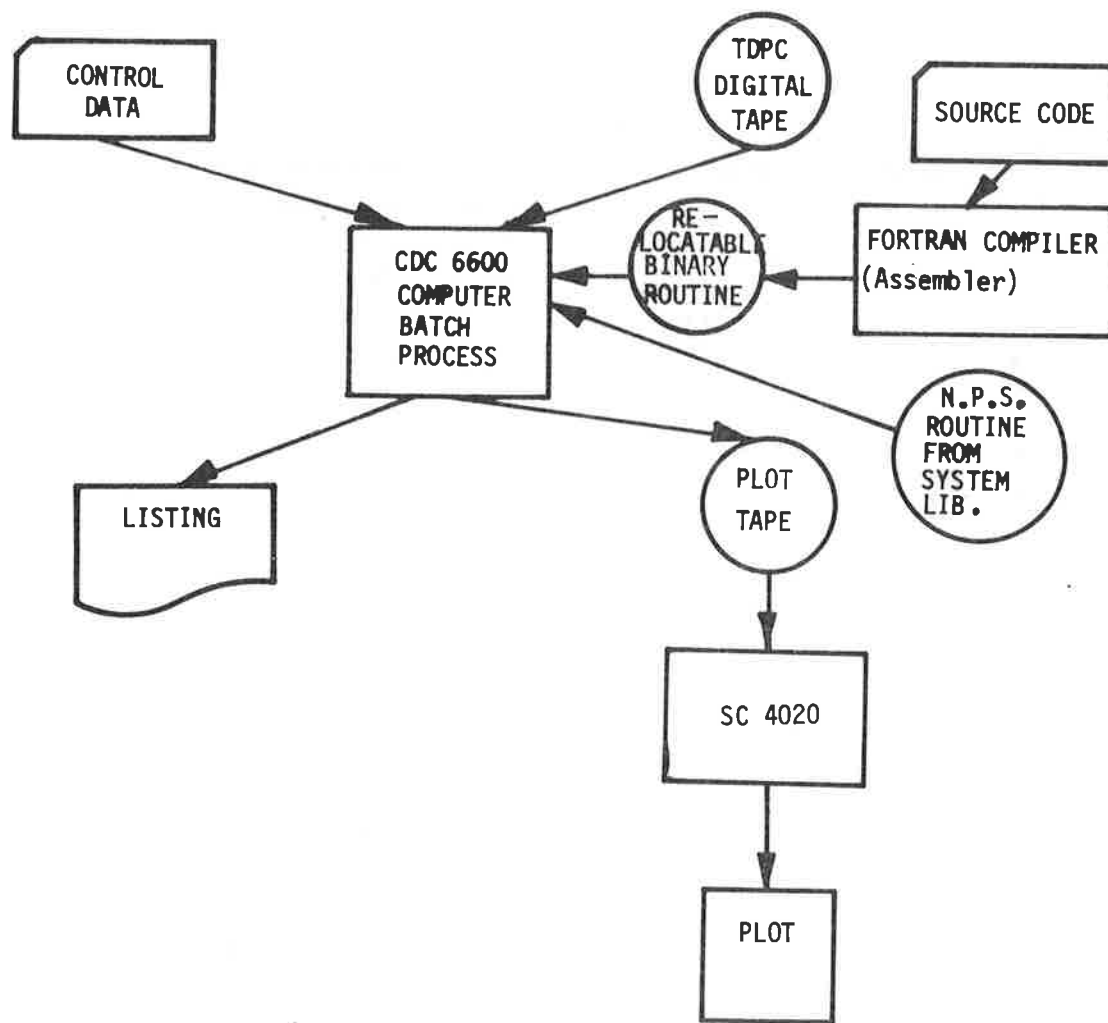 CONTROL
DATA
TDPC
DIGITAL
TAPE
SOURCE CODE
RE-
LOCATABLE
BINARY
ROUTINE
FORTRAN COMPILER
(Assembler)
CDC 6600
COMPUTER
BATCH
PROCESS
N.P.S.
ROUTINE
FROM
SYSTEM
LIB.
LISTING
PLOT
TAPE
SC 4020
PLOT